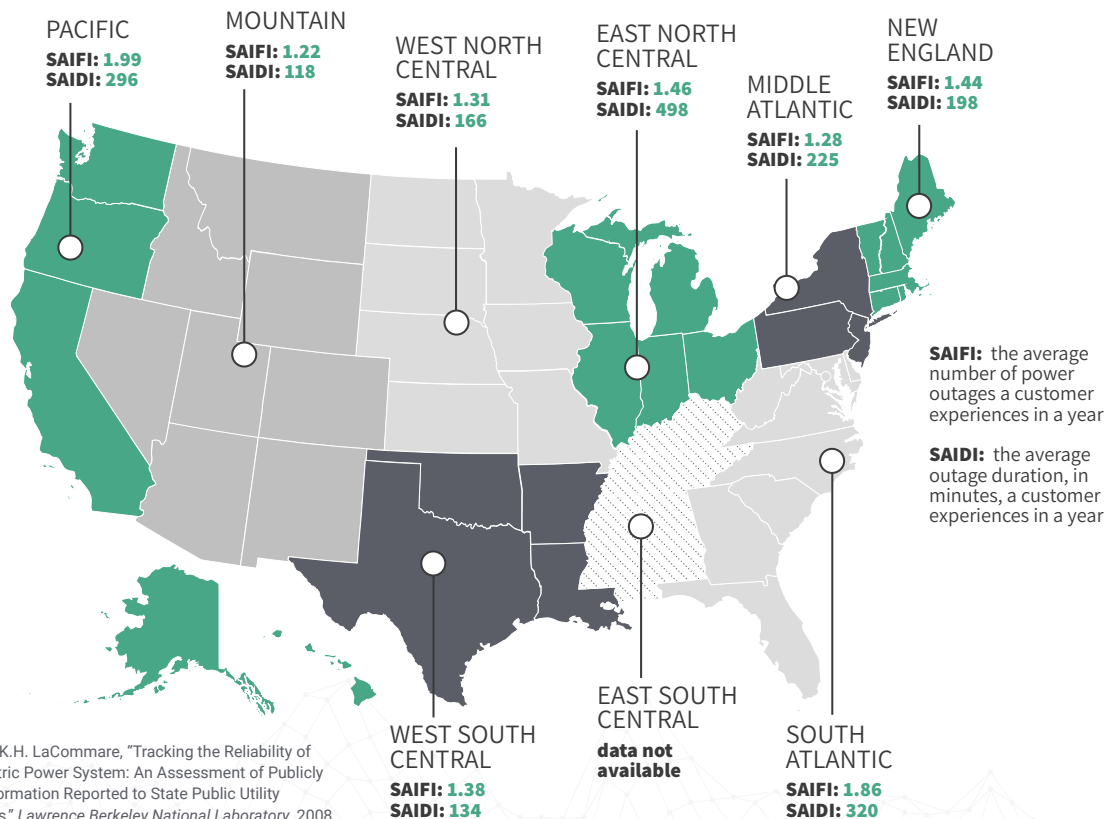 PACIFIC
SAIFI: 1.99
SAIDI: 296
MOUNTAIN
SAIFI: 1.22
SAIDI: 118
WEST NORTH
CENTRAL
SAIFI: 1.31
SAIDI: 166
EAST NORTH
CENTRAL
SAIFI: 1.46
SAIDI: 498
MIDDLE
ATLANTIC
SAIFI: 1.28
SAIDI: 225
NEW
ENGLAND
SAIFI: 1.44
SAIDI: 198
SAIFI: the average
number of power
outages a customer
experiences in a year
SAIDI: the average
outage duration, in
minutes, a customer
experiences in a year
WEST SOUTH
CENTRAL
SAIFI: 1.38
SAIDI: 134
EAST SOUTH
CENTRAL
data not
available
SOUTH
ATLANTIC
SAIFI: 1.86
SAIDI: 320
K.H. LaCommare, “Tracking the Reliability of
tric Power System: An Assessment of Publicly
ormation Reported to State Public Utility
s,” Lawrence Berkeley National Laboratory, 2008